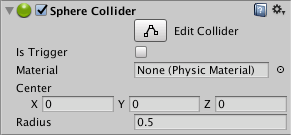 Sphere Collider
Edit Collider
Is Trigger
Material None (Physic Material)
Center
X 0 Y 0 Z 0
Radius 0.5